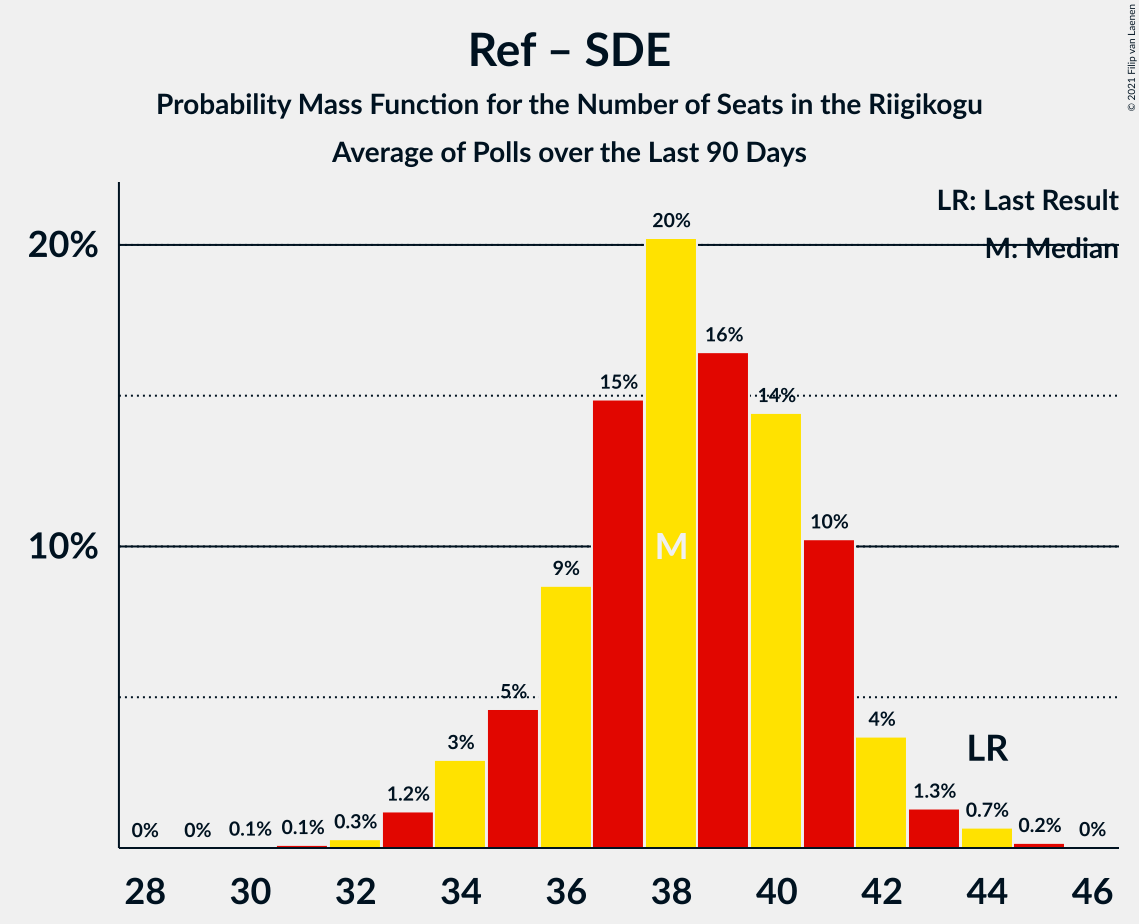 Ref – SDE
Probability Mass Function for the Number of Seats in the Riigikogu
Average of Polls over the Last 90 Days
© 2021 Filip van Laenen
LR: Last Result
M: Median
20%
10%
0%
0%
0.1%
0.1%
0.3%
1.2%
3%
5%
9%
15%
20%
16%
14%
10%
4%
1.3%
0.7%
0.2%
0%
M
LR
28 30 32 34 36 38 40 42 44 46